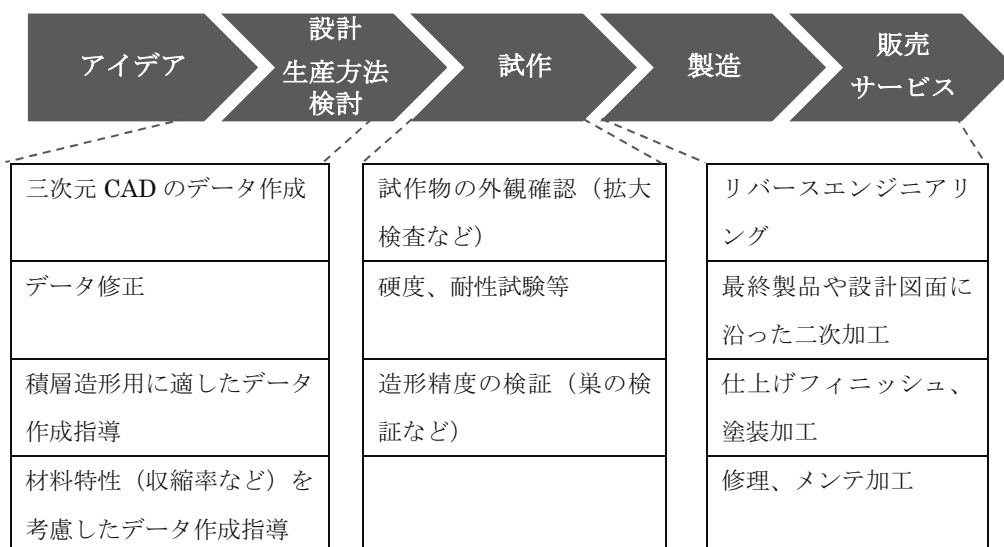 アイデア
設計
生産方法
検討
試作
製造
販売
サービス
三次元 CAD のデータ作成
データ修正
積層造形用に適したデータ
作成指導
材料特性（収縮率など）を
考慮したデータ作成指導
試作物の外観確認（拡大
検査など）
硬度、耐性試験等
造形精度の検証（巣の検
証など）
リバースエンジニアリ
ング
最終製品や設計図面に
沿った二次加工
仕上げフィニッシュ、
塗装加工
修理、メンテ加工